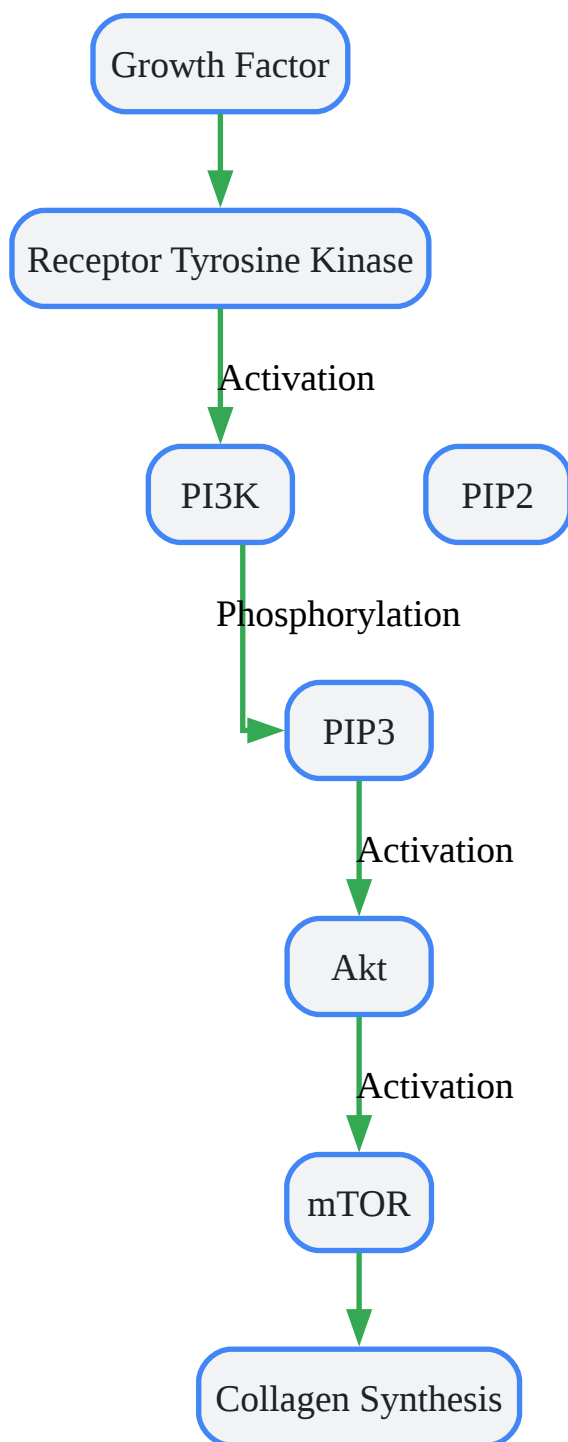 Growth Factor
Receptor Tyrosine Kinase
Activation
PI3K
PIP2
Phosphorylation
PIP3
Activation
Akt
Activation
mTOR
Collagen Synthesis